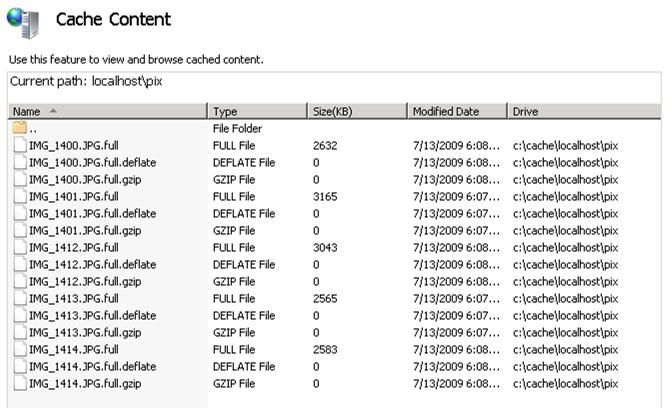 Cache Content
Use this feature to view and browse cached content.
Current path: localhost\pix
Name Type Size(KB) Modified Date Drive
.. File Folder
IMG_1400.JPG.full FULL File 2632 7/13/2009 6:08... c:\cache\localhost\pix
IMG_1400.JPG.full.deflate DEFLATE File 0 7/13/2009 6:08... c:\cache\localhost\pix
IMG_1400.JPG.full.gzip GZIP File 0 7/13/2009 6:08... c:\cache\localhost\pix
IMG_1401.JPG.full FULL File 3165 7/13/2009 6:07... c:\cache\localhost\pix
IMG_1401.JPG.full.deflate DEFLATE File 0 7/13/2009 6:07... c:\cache\localhost\pix
IMG_1401.JPG.full.gzip GZIP File 0 7/13/2009 6:07... c:\cache\localhost\pix
IMG_1412.JPG.full FULL File 3043 7/13/2009 6:08... c:\cache\localhost\pix
IMG_1412.JPG.full.deflate DEFLATE File 0 7/13/2009 6:08... c:\cache\localhost\pix
IMG_1412.JPG.full.gzip GZIP File 0 7/13/2009 6:08... c:\cache\localhost\pix
IMG_1413.JPG.full FULL File 2565 7/13/2009 6:07... c:\cache\localhost\pix
IMG_1413.JPG.full.deflate DEFLATE File 0 7/13/2009 6:07... c:\cache\localhost\pix
IMG_1413.JPG.full.gzip GZIP File 0 7/13/2009 6:07... c:\cache\localhost\pix
IMG_1414.JPG.full FULL File 2583 7/13/2009 6:08... c:\cache\localhost\pix
IMG_1414.JPG.full.deflate DEFLATE File 0 7/13/2009 6:08... c:\cache\localhost\pix
IMG_1414.JPG.full.gzip GZIP File 0 7/13/2009 6:08... c:\cache\localhost\pix